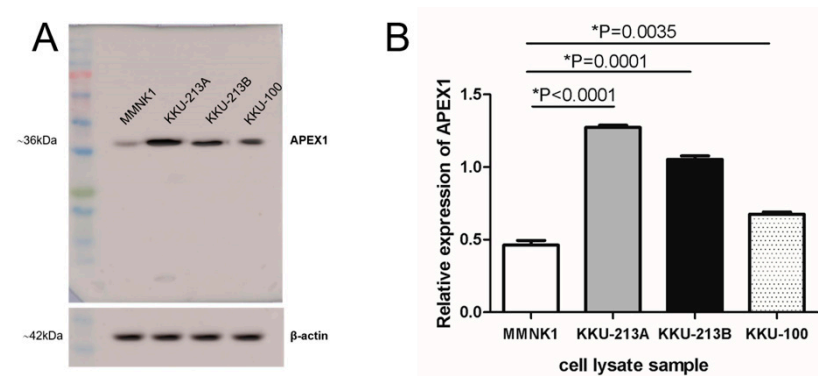 A
MMNK1
KKU-213A
KKU-213B
KKU-100
~36kDa
APEX1
~42kDa
β-actin
B
*P=0.0035
*P=0.0001
*P<0.0001
Relative expression of APEX1
1.5
1.0
0.5
0.0
MMNK1 KKU-213A KKU-213B KKU-100
cell lysate sample